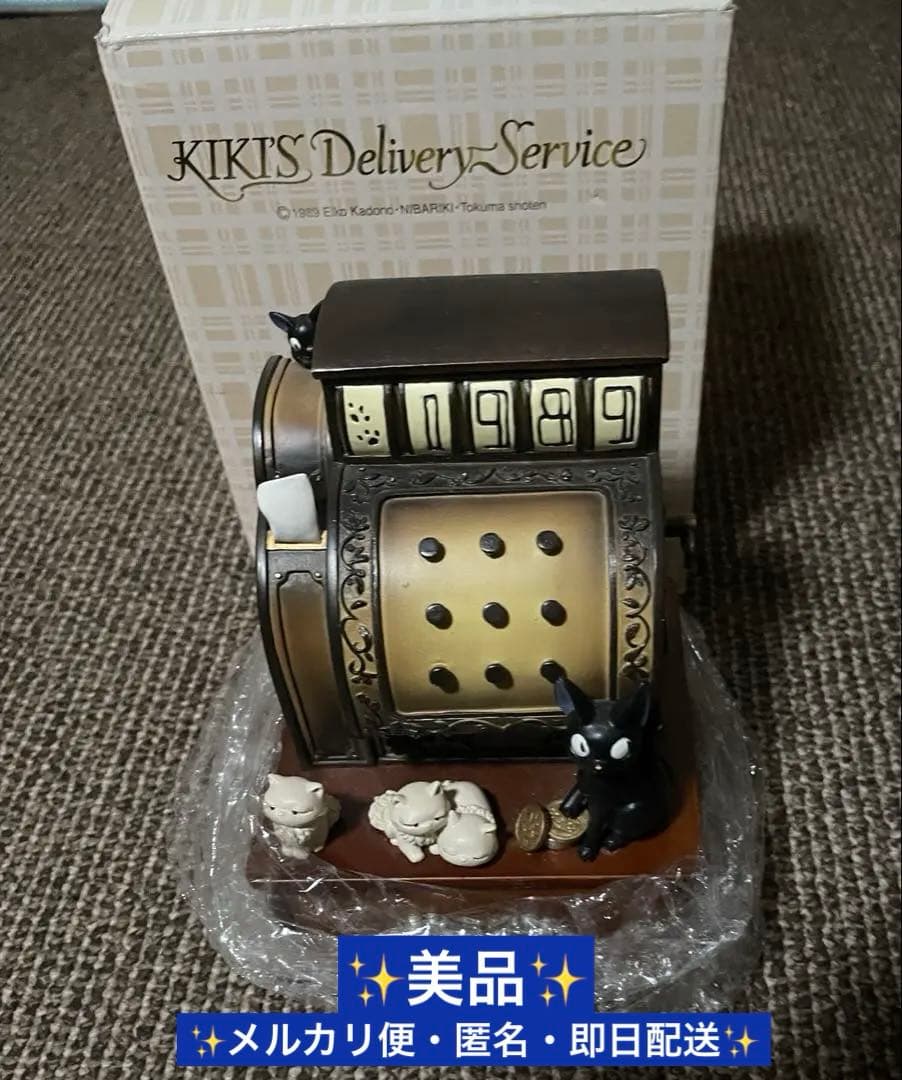 KIKI'S Delivery Service
©1989 Eiko Kadono・NIBARIKI・Tokuma shoten
1989
✨美品✨
✨メルカリ便・匿名・即日配送✨